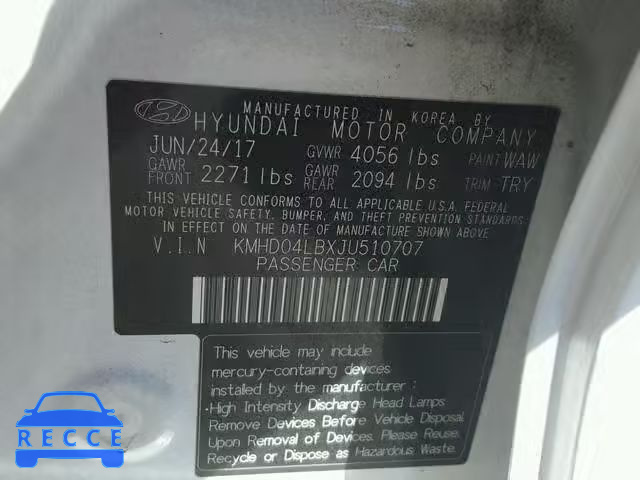 MANUFACTURED IN KOREA BY
HYUNDAI MOTOR COMPANY
JUN/24/17 GVWR 4056 lbs PAINT WAW
GAWR FRONT 2271 lbs GAWR REAR 2094 lbs TRIM TRY
THIS VEHICLE CONFORMS TO ALL APPLICABLE U.S.A. FEDERAL
MOTOR VEHICLE SAFETY, BUMPER, AND THEFT PREVENTION STANDARDS
IN EFFECT ON THE DATE OF MANUFACTURE SHOWN ABOVE
V.I.N KMHD04LBXJU510707
PASSENGER CAR
This vehicle may include
mercury-containing devices
installed by the manufacturer :
·High Intensity Discharge Head Lamps
Remove Devices Before Vehicle Disposal.
Upon Removal of Devices, Please Reuse,
Recycle or Dispose as Hazardous Waste.
RECCE